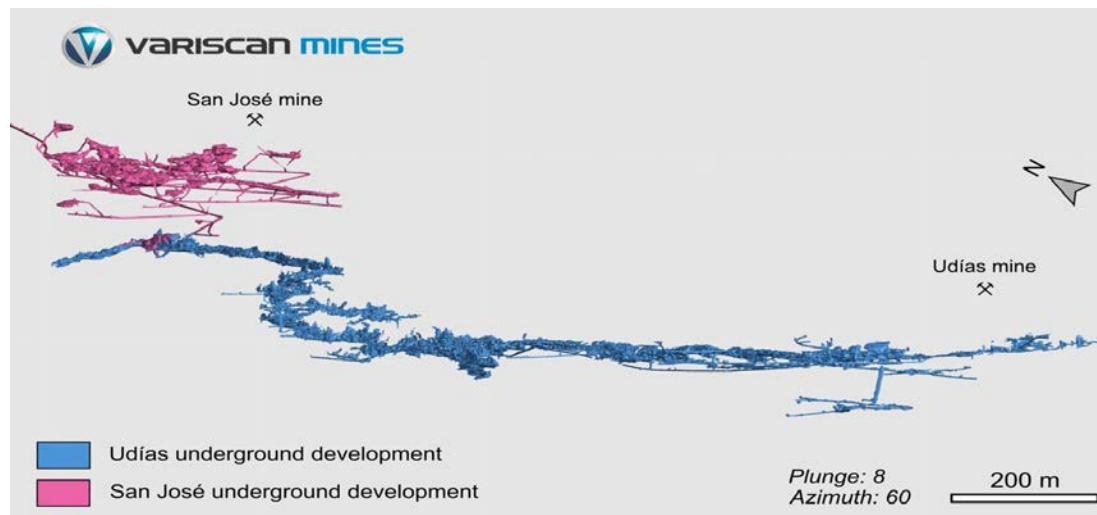 VARISCAN MINES
San José mine
N
Udías mine
Udías underground development
San José underground development
Plunge: 8
Azimuth: 60
200 m